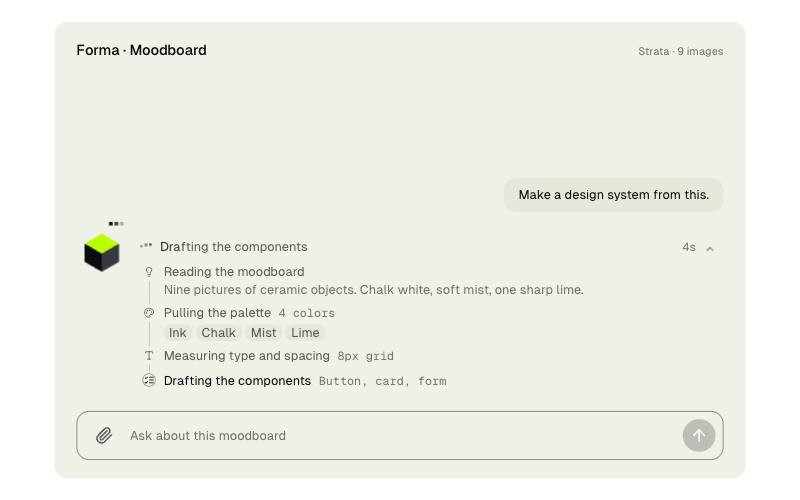 Forma · Moodboard
Strata · 9 images
Make a design system from this.
Drafting the components
4s
Reading the moodboard
Nine pictures of ceramic objects. Chalk white, soft mist, one sharp lime.
Pulling the palette 4 colors
Ink Chalk Mist Lime
Measuring type and spacing 8px grid
Drafting the components Button, card, form
Ask about this moodboard